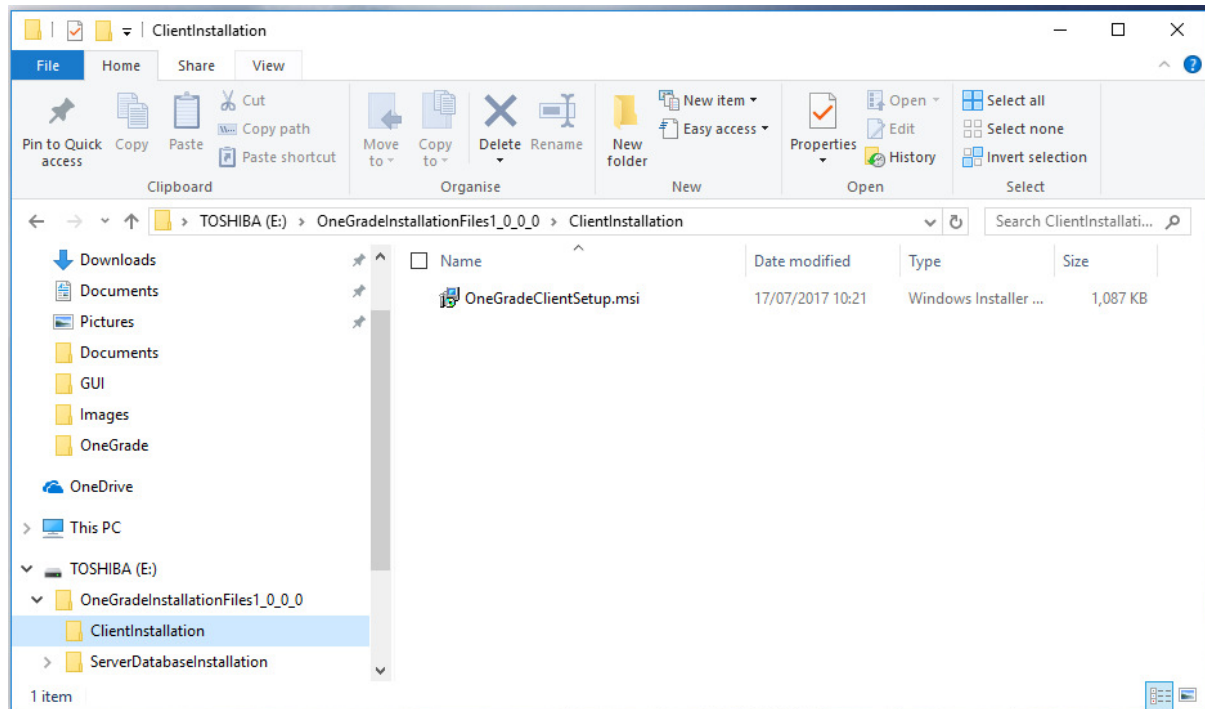 ClientInstallation
File Home Share View
Pin to Quick access Copy Paste Cut Copy path Paste shortcut
Move to Copy to Delete Rename
New folder New item Easy access
Properties Open Edit History
Select all Select none Invert selection
Clipboard Organise New Open Select
TOSHIBA (E:) OneGradeInstallationFiles1_0_0_0 ClientInstallation Search ClientInstallati...
Name Date modified Type Size
OneGradeClientSetup.msi 17/07/2017 10:21 Windows Installer ... 1,087 KB
Downloads
Documents
Pictures
Documents
GUI
Images
OneGrade
OneDrive
This PC
TOSHIBA (E:)
OneGradeInstallationFiles1_0_0_0
ClientInstallation
ServerDatabaseInstallation
1 item